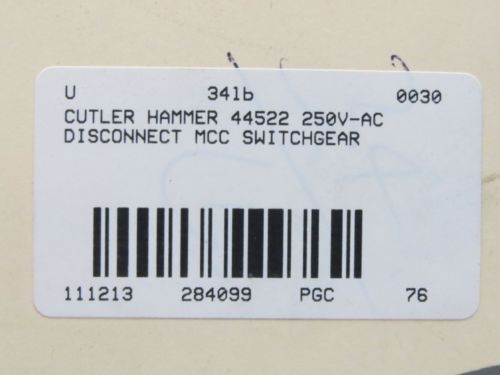 U 341b 0030
CUTLER HAMMER 44522 250V-AC
DISCONNECT MCC SWITCHGEAR
111213 284099 PGC 76